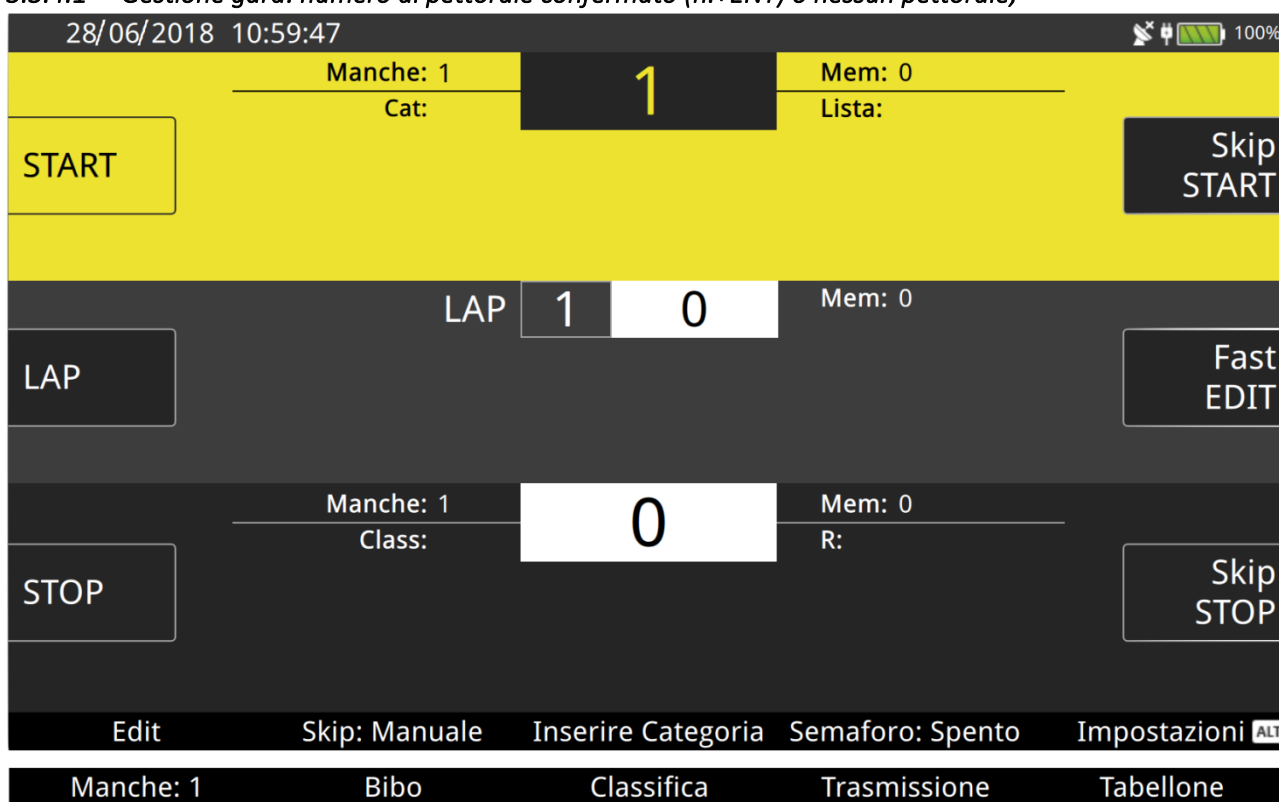 28/06/2018 10:59:47 100%
Manche: 1 1 Mem: 0
Cat: Lista:
START Skip START
LAP 1 0 Mem: 0
LAP Fast EDIT
Manche: 1 0 Mem: 0
Class: R:
STOP Skip STOP
Edit Skip: Manuale Inserire Categoria Semaforo: Spento Impostazioni ALT
Manche: 1 Bibo Classifica Trasmissione Tabellone